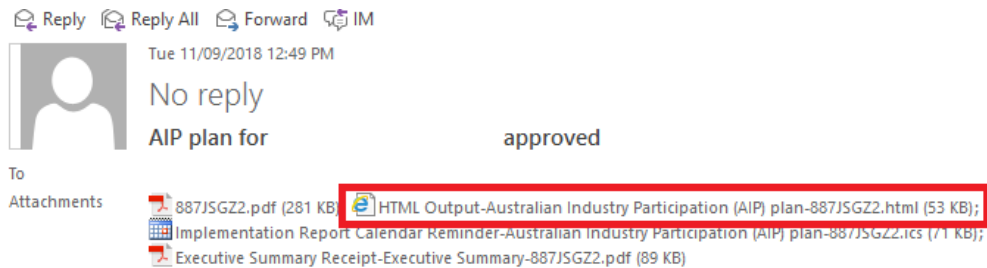 Reply Reply All Forward IM
Tue 11/09/2018 12:49 PM
No reply
AIP plan for approved
To
Attachments 887JSGZ2.pdf (281 KB) HTML Output-Australian Industry Participation (AIP) plan-887JSGZ2.html (53 KB);
Implementation Report Calendar Reminder-Australian Industry Participation (AIP) plan-887JSGZ2.ics (71 KB);
Executive Summary Receipt-Executive Summary-887JSGZ2.pdf (89 KB)